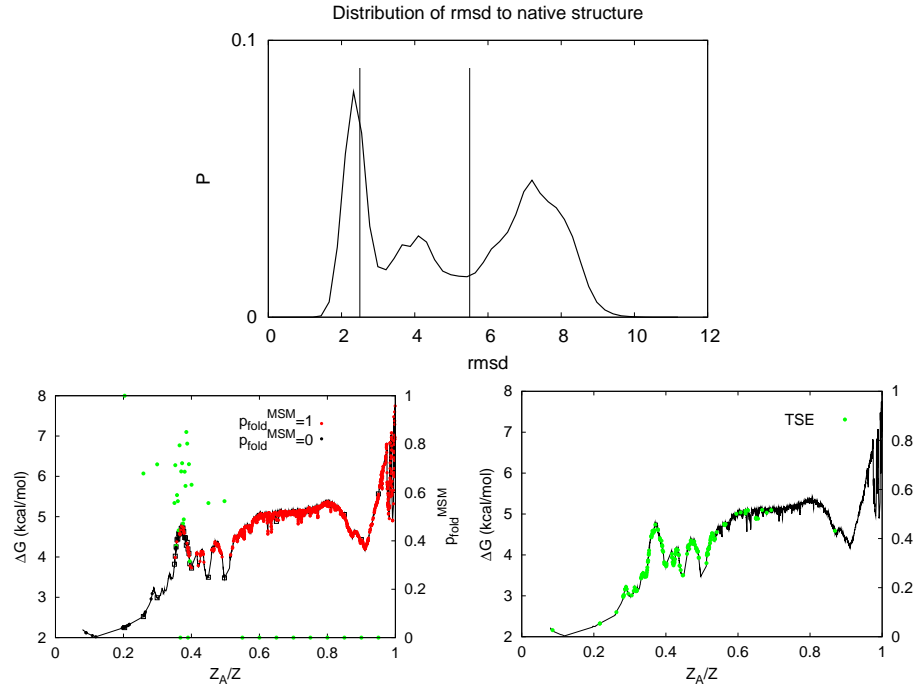 Distribution of rmsd to native structure
0.1
P
0
0 2 4 6 8 10 12
rmsd
8
7
6
5
4
3
2
ΔG (kcal/mol)
p_fold^MSM=1
p_fold^MSM=0
1
0.8
0.6
0.4
0.2
0
p_fold^MSM
0 0.2 0.4 0.6 0.8 1
Z_A/Z
8
7
6
5
4
3
2
ΔG (kcal/mol)
TSE
1
0.8
0.6
0.4
0.2
0
0 0.2 0.4 0.6 0.8 1
Z_A/Z